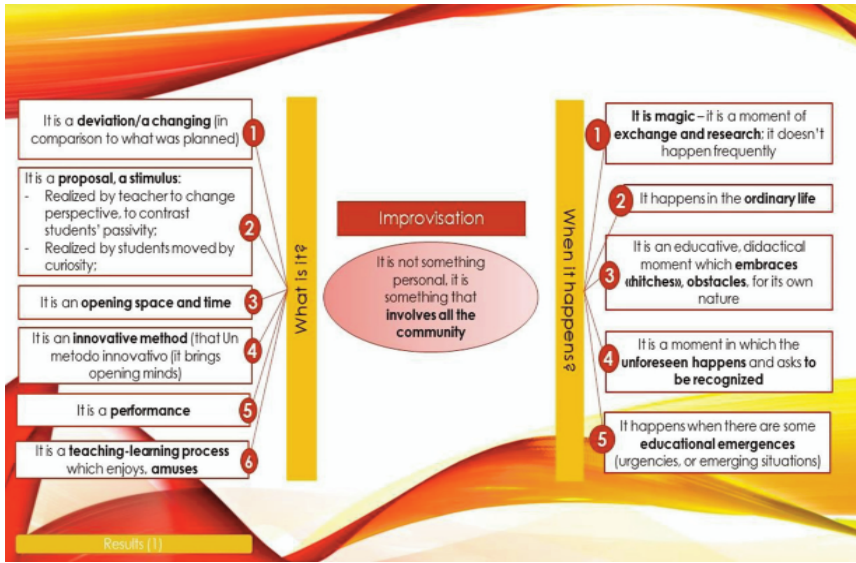 It is a deviation/a changing (in
comparison to what was planned)
1
It is a proposal, a stimulus:
- Realized by teacher to change
perspective, to contrast
students' passivity;
- Realized by students moved by
curiosity;
2
It is an opening space and time
3
It is an innovative method (that Un
metodo innovativo (it brings
opening minds)
4
It is a performance
5
It is a teaching-learning process
which enjoys, amuses
6
What is it?
Improvisation
It is not something
personal, it is
something that
involves all the
community
When it happens?
1
It is magic – it is a moment of
exchange and research: it doesn't
happen frequently
2
It happens in the ordinary life
3
It is an educative, didactical
moment which embraces
«hitches», obstacles, for its own
nature
4
It is a moment in which the
unforeseen happens and asks to
be recognized
5
It happens when there are some
educational emergences
(urgencies, or emerging situations)
Results (1)